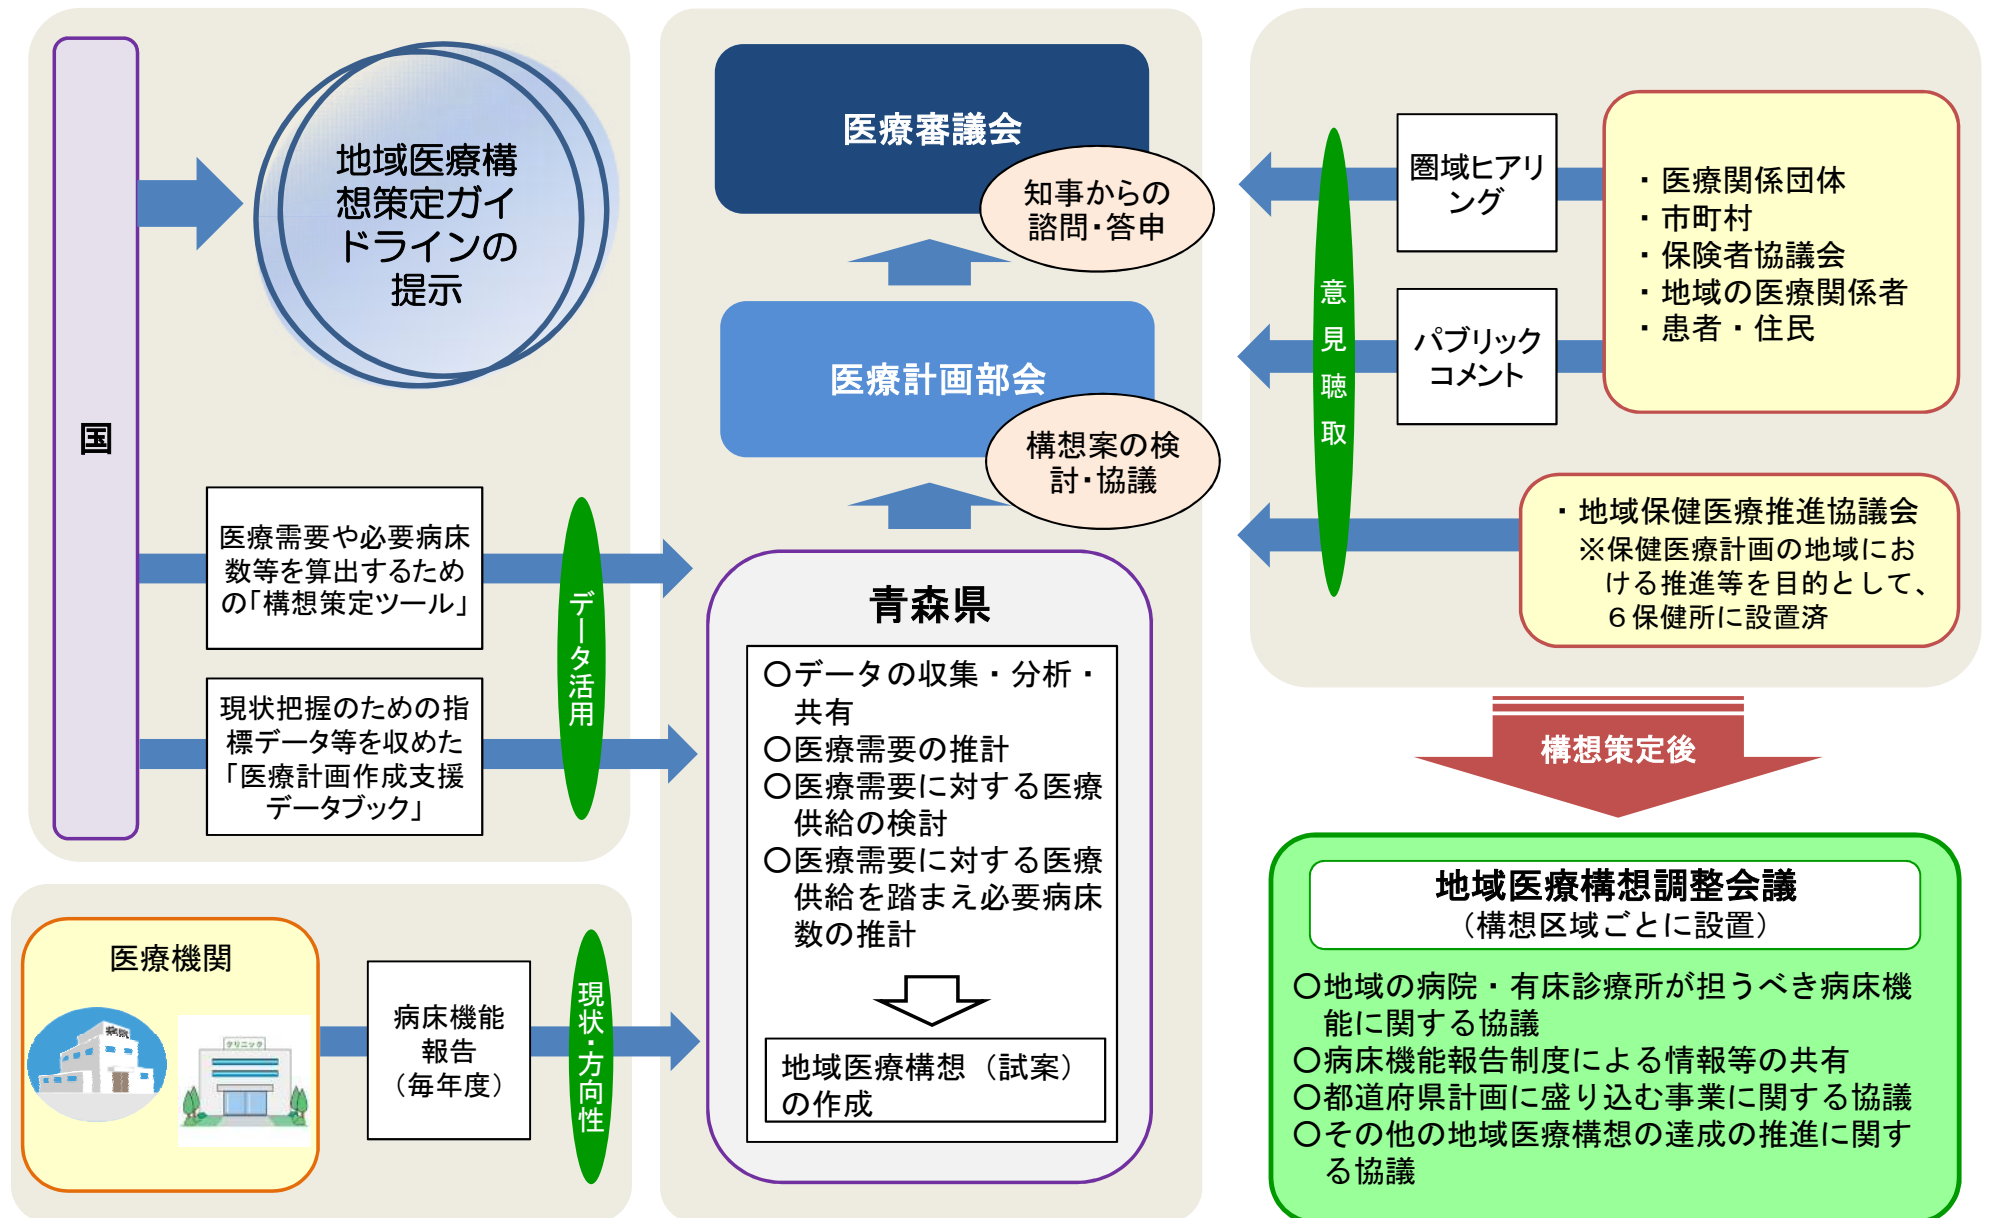 国
地域医療構
想策定ガイ
ドラインの
提示
医療需要や必要病床
数等を算出するため
の「構想策定ツール」
現状把握のための指
標データ等を収めた
「医療計画作成支援
データブック」
データ活用
医療機関
病院
クリニック
病床機能
報告
（毎年度）
現状・方向性
医療審議会
知事からの
諮問・答申
医療計画部会
構想案の検
討・協議
青森県
〇データの収集・分析・
共有
〇医療需要の推計
〇医療需要に対する医療
供給の検討
〇医療需要に対する医療
供給を踏まえ必要病床
数の推計
地域医療構想（試案）
の作成
意見聴取
圏域ヒアリ
ング
パブリック
コメント
・医療関係団体
・市町村
・保険者協議会
・地域の医療関係者
・患者・住民
・地域保健医療推進協議会
※保健医療計画の地域にお
ける推進等を目的として、
６保健所に設置済
構想策定後
地域医療構想調整会議
（構想区域ごとに設置）
〇地域の病院・有床診療所が担うべき病床機
能に関する協議
〇病床機能報告制度による情報等の共有
〇都道府県計画に盛り込む事業に関する協議
〇その他の地域医療構想の達成の推進に関す
る協議